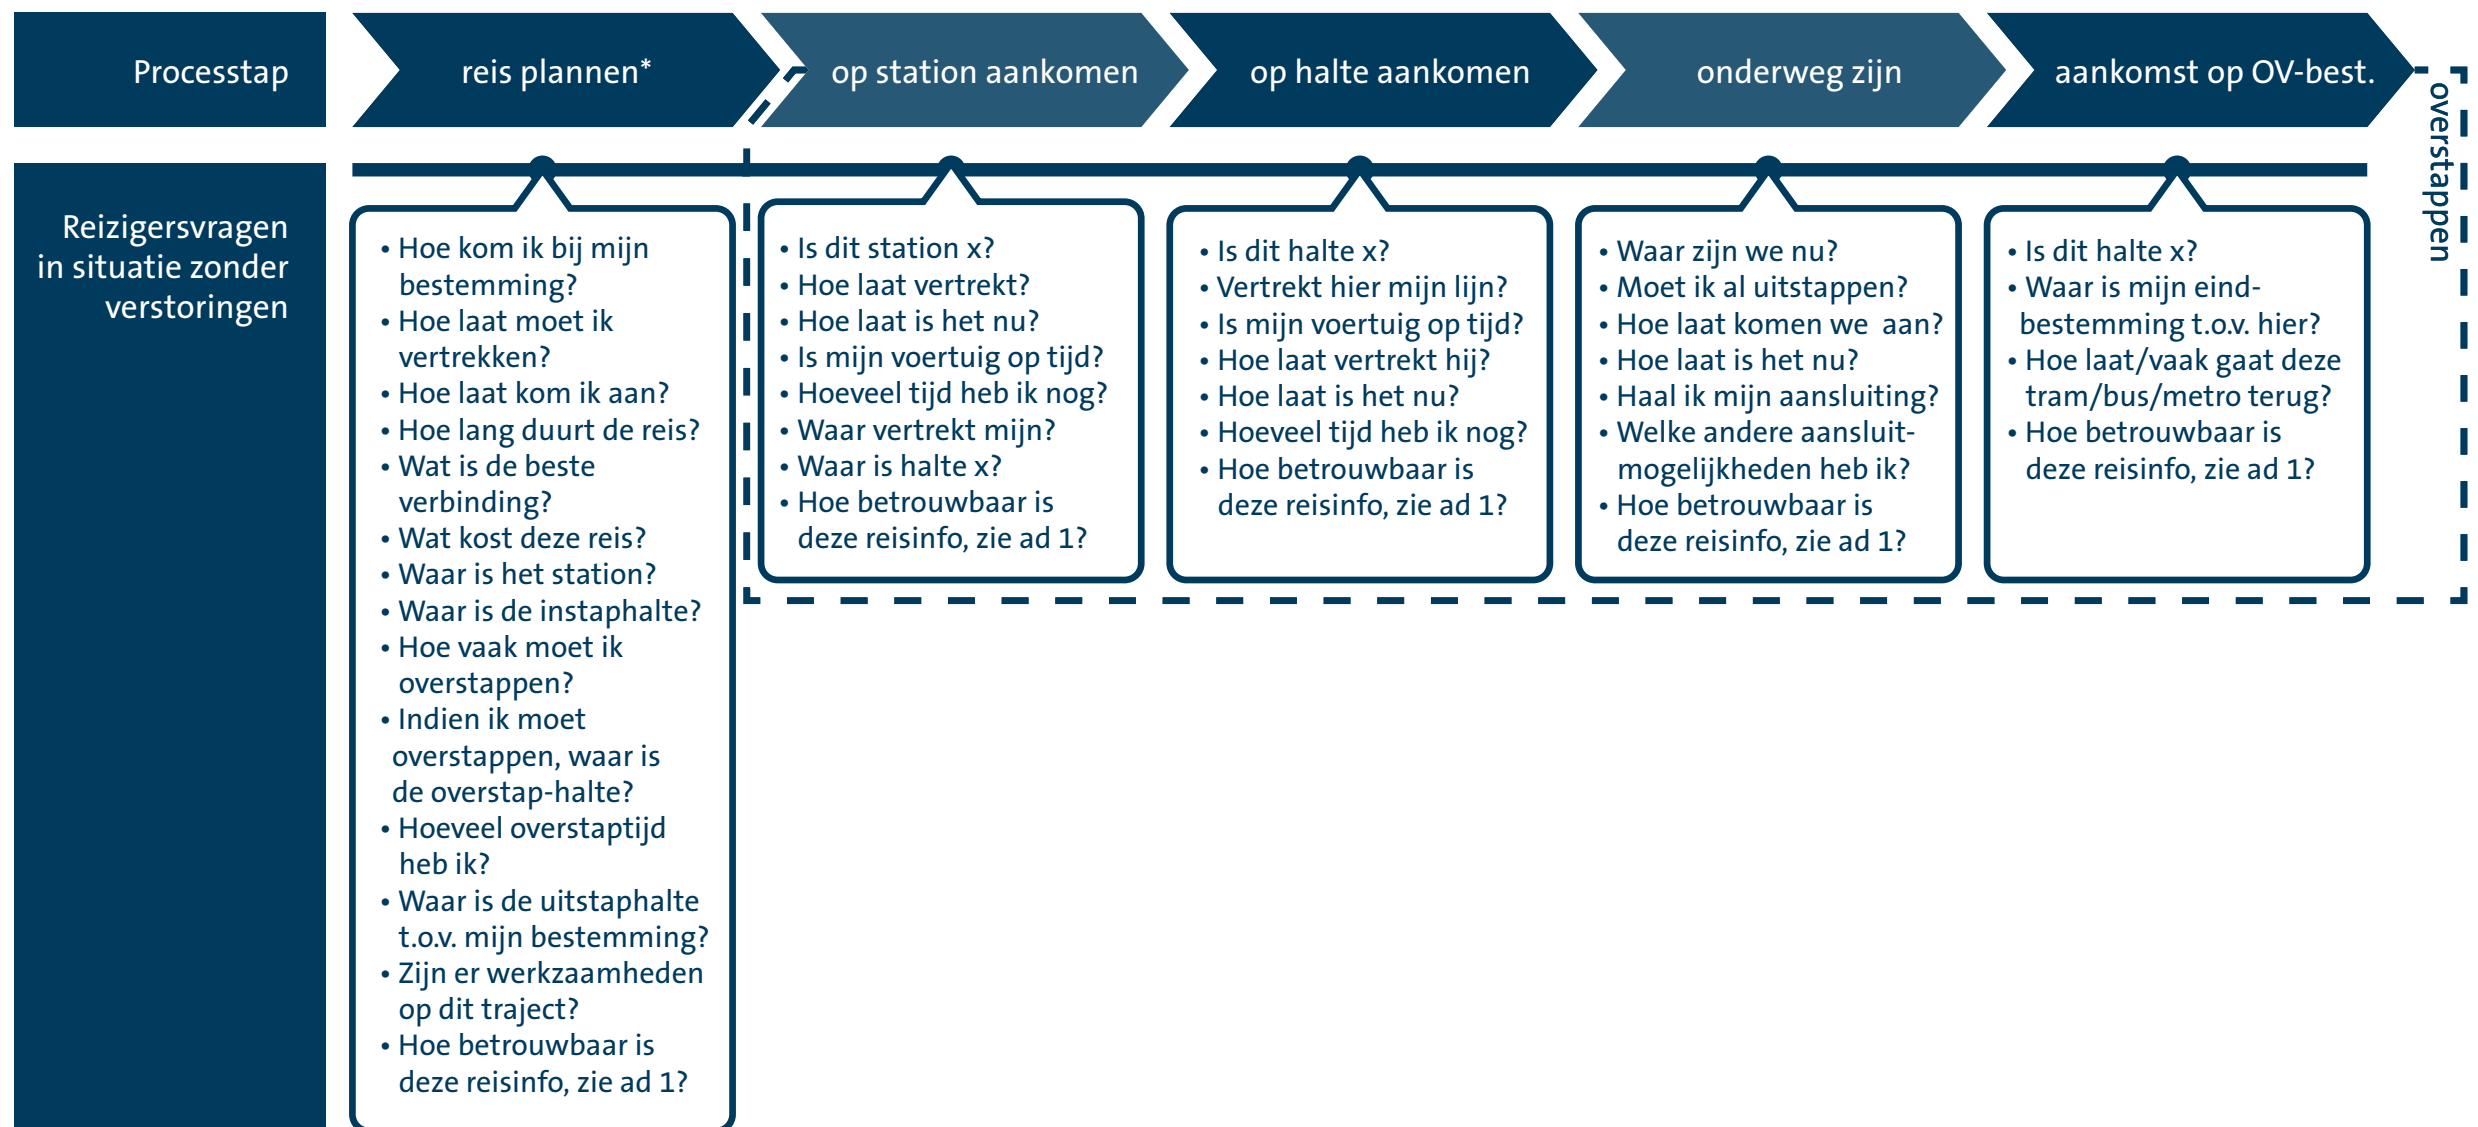 Processtap
reis plannen*
op station aankomen
op halte aankomen
onderweg zijn
aankomst op OV-best.
overstappen
Reizigersvragen
in situatie zonder
verstoringen
• Hoe kom ik bij mijn
bestemming?
• Hoe laat moet ik
vertrekken?
• Hoe laat kom ik aan?
• Hoe lang duurt de reis?
• Wat is de beste
verbinding?
• Wat kost deze reis?
• Waar is het station?
• Waar is de instaphalte?
• Hoe vaak moet ik
overstappen?
• Indien ik moet
overstappen, waar is
de overstap-halte?
• Hoeveel overstaptijd
heb ik?
• Waar is de uitstaphalte
t.o.v. mijn bestemming?
• Zijn er werkzaamheden
op dit traject?
• Hoe betrouwbaar is
deze reisinfo, zie ad 1?
• Is dit station x?
• Hoe laat vertrekt?
• Hoe laat is het nu?
• Is mijn voertuig op tijd?
• Hoeveel tijd heb ik nog?
• Waar vertrekt mijn?
• Waar is halte x?
• Hoe betrouwbaar is
deze reisinfo, zie ad 1?
• Is dit halte x?
• Vertrekt hier mijn lijn?
• Is mijn voertuig op tijd?
• Hoe laat vertrekt hij?
• Hoe laat is het nu?
• Hoeveel tijd heb ik nog?
• Hoe betrouwbaar is
deze reisinfo, zie ad 1?
• Waar zijn we nu?
• Moet ik al uitstappen?
• Hoe laat komen we aan?
• Hoe laat is het nu?
• Haal ik mijn aansluiting?
• Welke andere aansluit-
mogelijkheden heb ik?
• Hoe betrouwbaar is
deze reisinfo, zie ad 1?
• Is dit halte x?
• Waar is mijn eind-
bestemming t.o.v. hier?
• Hoe laat/vaak gaat deze
tram/bus/metro terug?
• Hoe betrouwbaar is
deze reisinfo, zie ad 1?